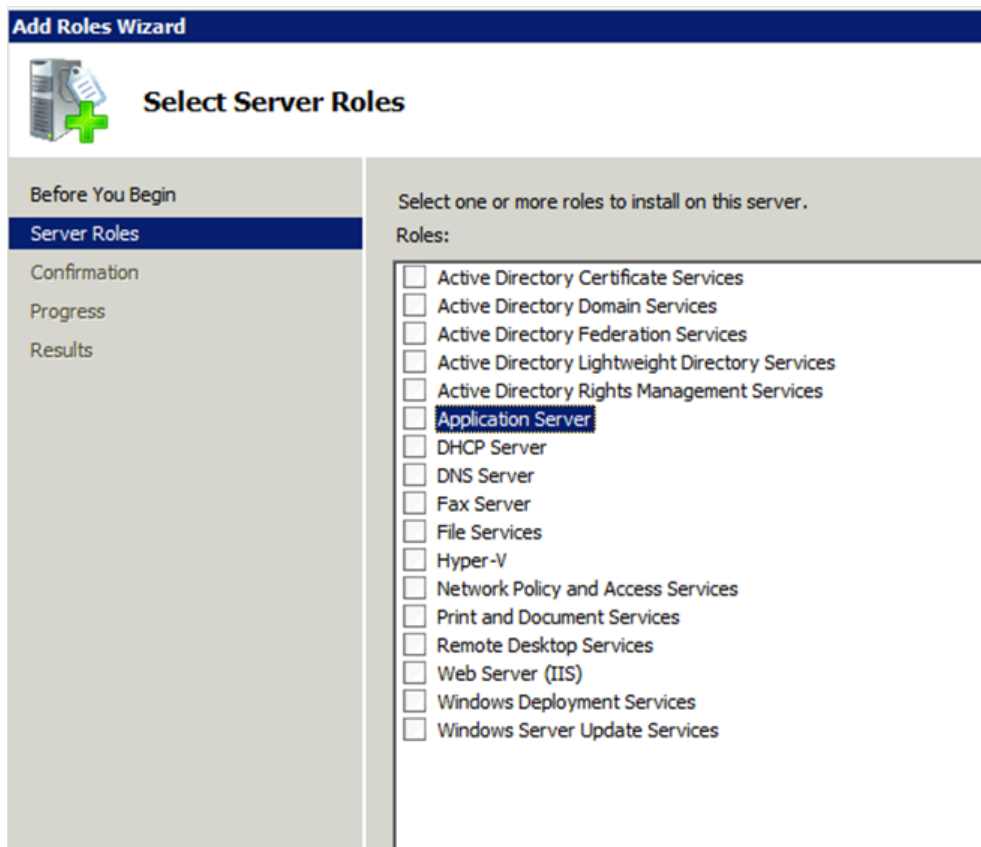 Add Roles Wizard
Select Server Roles
Before You Begin
Server Roles
Confirmation
Progress
Results
Select one or more roles to install on this server.
Roles:
Active Directory Certificate Services
Active Directory Domain Services
Active Directory Federation Services
Active Directory Lightweight Directory Services
Active Directory Rights Management Services
Application Server
DHCP Server
DNS Server
Fax Server
File Services
Hyper-V
Network Policy and Access Services
Print and Document Services
Remote Desktop Services
Web Server (IIS)
Windows Deployment Services
Windows Server Update Services